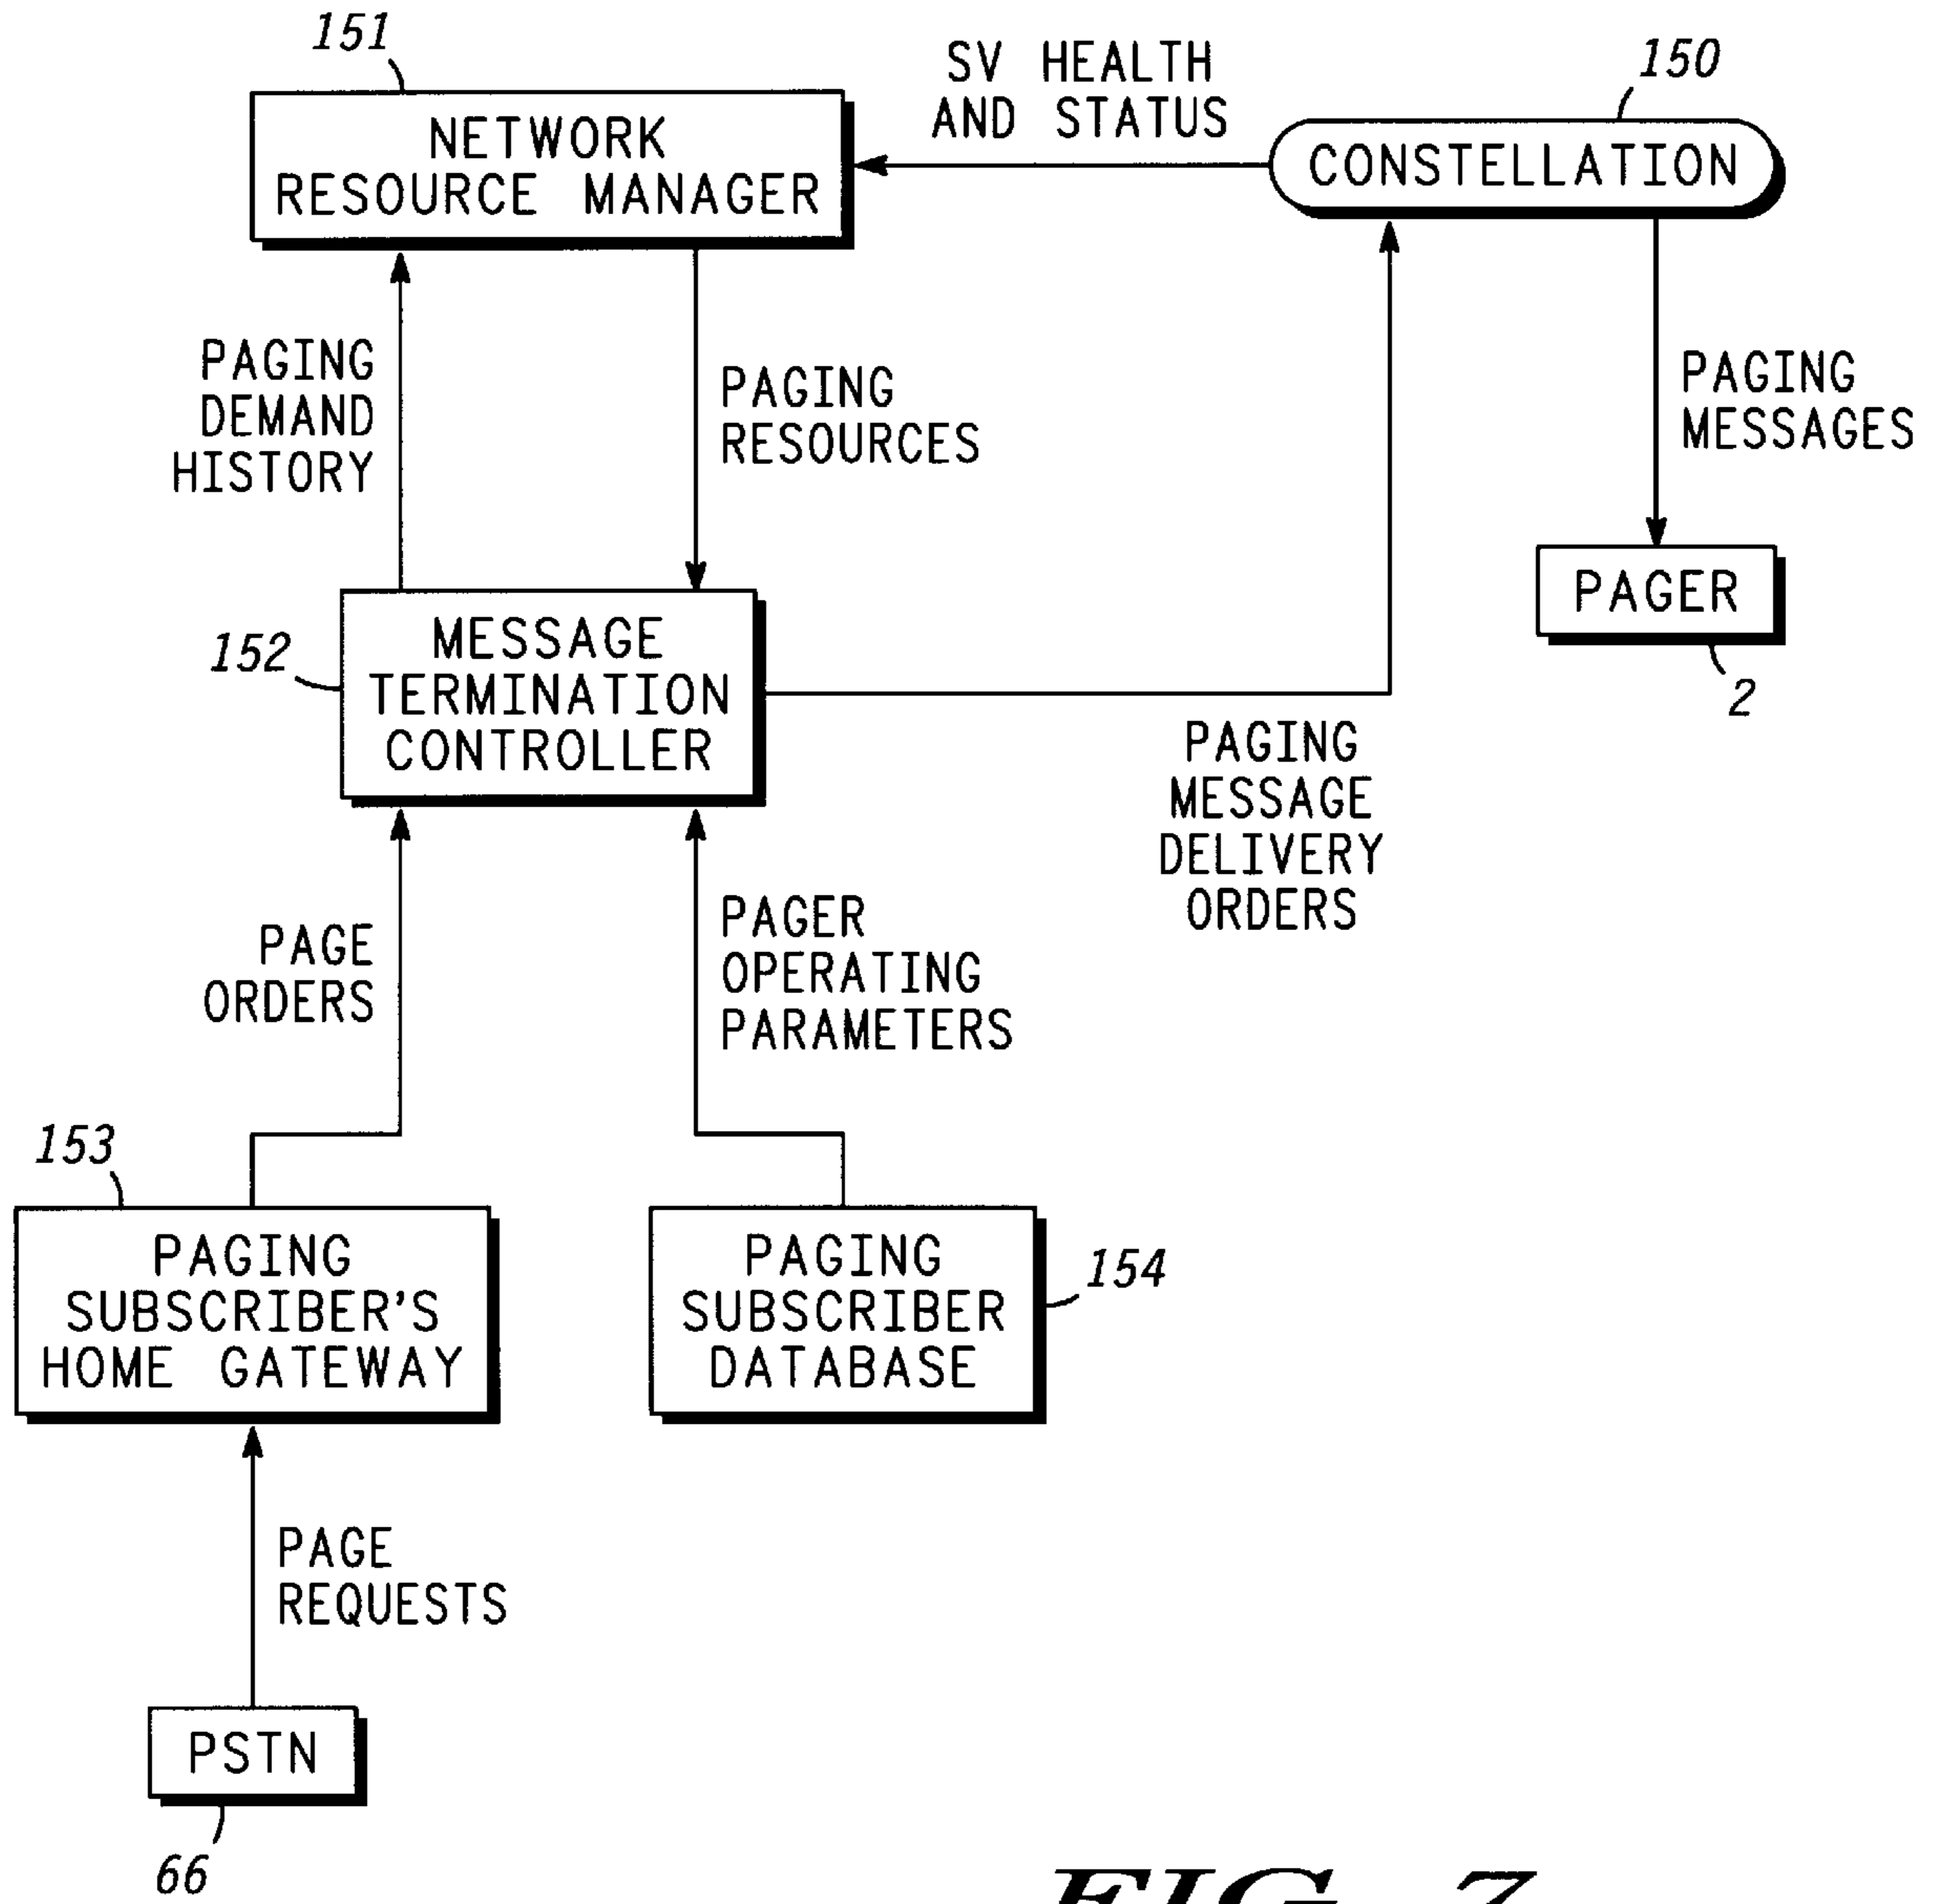 151
NETWORK
RESOURCE MANAGER
SV HEALTH
AND STATUS
150
CONSTELLATION
PAGING
DEMAND
HISTORY
PAGING
RESOURCES
PAGING
MESSAGES
PAGER
2
152
MESSAGE
TERMINATION
CONTROLLER
PAGING
MESSAGE
DELIVERY
ORDERS
PAGE
ORDERS
PAGER
OPERATING
PARAMETERS
153
PAGING
SUBSCRIBER'S
HOME GATEWAY
PAGING
SUBSCRIBER
DATABASE
154
PAGE
REQUESTS
PSTN
66
FIG. 7